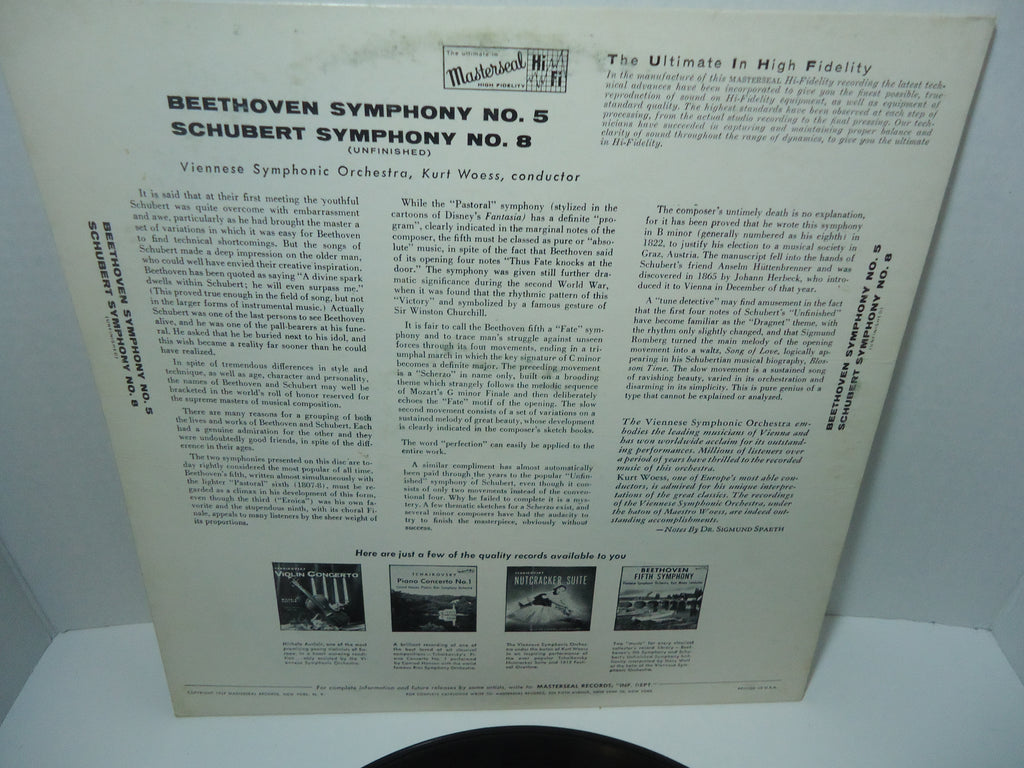 The ultimate in
Masterseal
Hi
Fi
HIGH FIDELITY
The Ultimate In High Fidelity
In the manufacture of this MASTERSEAL Hi-Fidelity recording the latest tech-
nical advances have been incorporated to give you the finest possible, true-
reproduction of sound on Hi-Fidelity equipment, as well as equipment of
standard quality. The highest standards have been observed at each step of
processing, from the actual studio recording to the final pressing. Our tech-
nicians have succeeded in capturing and maintaining proper balance and
clarity of sound throughout the range of dynamics, to give you the ultimate
in Hi-Fidelity.
BEETHOVEN SYMPHONY NO. 5
SCHUBERT SYMPHONY NO. 8
(UNFINISHED)
Viennese Symphonic Orchestra, Kurt Woess, conductor
BEETHOVEN SYMPHONY NO. 5
SCHUBERT SYMPHONY NO. 8
It is said that at their first meeting the youthful
Schubert was quite overcome with embarrassment
and awe, particularly as he had brought the master a
set of variations in which it was easy for Beethoven
to find technical shortcomings. But the songs of
Schubert made a deep impression on the older man,
who could well have envied their creative inspiration.
Beethoven has been quoted as saying "A divine spark
dwells within Schubert; he will even surpass me."
(This proved true enough in the field of song, but not
in the larger forms of instrumental music.) Actually
Schubert was one of the last persons to see Beethoven
alive, and he was one of the pall-bearers at his fune-
ral. He asked that he be buried next to his idol, and
this wish became a reality far sooner than he could
have realized.
In spite of tremendous differences in style and
technique, as well as age, character and personality,
the names of Beethoven and Schubert may well be
bracketed in the world's roll of honor reserved for
the supreme masters of musical composition.
There are many reasons for a grouping of both
the lives and works of Beethoven and Schubert. Each
had a genuine admiration for the other and they
were undoubtedly good friends, in spite of the diff-
erence in their ages.
The two symphonies presented on this disc are to-
day rightly considered the most popular of all time.
Beethoven's fifth, written almost simultaneously with
the lighter "Pastoral" sixth (1807-8), must be re-
garded as a climax in his development of this form,
even though the third ("Eroica") was his own fa-
vorite and the stupendous ninth, with its choral Fi-
nale, appeals to many listeners by the sheer weight of
its proportions.
While the "Pastoral" symphony (stylized in the
cartoons of Disney's Fantasia) has a definite "pro-
gram", clearly indicated in the marginal notes of the
composer, the fifth must be classed as pure or "abso-
lute" music, in spite of the fact that Beethoven said
of its opening four notes "Thus Fate knocks at the
door." The symphony was given still further dra-
matic significance during the second World War,
when it was found that the rhythmic pattern of this
"Victory" and symbolized by a famous gesture of
Sir Winston Churchill.
It is fair to call the Beethoven fifth a "Fate" sym-
phony and to trace man's struggle against unseen
forces through its four movements, ending in a tri-
umphal march in which the key signature of C minor
becomes a definite major. The preceding movement
is a "Scherzo" in name only, built on a brooding
theme which strangely follows the melodic sequence
of Mozart's G minor Finale and then deliberately
echoes the "Fate" motif of the opening. The slow
second movement consists of a set of variations on a
sustained melody of great beauty, whose development
is clearly indicated in the composer's sketch books.
The word "perfection" can easily be applied to the
entire work.
A similar compliment has almost automatically
been paid through the years to the popular "Unfin-
ished" symphony of Schubert, even though it con-
sists of only two movements instead of the conven-
tional four. Why he failed to complete it is a mys-
tery. A few thematic sketches for a Scherzo exist, and
several minor composers have had the audacity to
try to finish the masterpiece, obviously without
success.
The composer's untimely death is no explanation,
for it has been proved that he wrote this symphony
in B minor (generally numbered as his eighth) in
1822, to justify his election to a musical society in
Graz, Austria. The manuscript fell into the hands of
Schubert's friend Anselm Hüttenbrenner and was
discovered in 1865 by Johann Herbeck, who intro-
duced it to Vienna in December of that year.
A "tune detective" may find amusement in the fact
that the first four notes of Schubert's "Unfinished"
have become familiar as the "Dragnet" theme, with
the rhythm only slightly changed, and that Sigmund
Romberg turned the main melody of the opening
movement into a waltz, Song of Love, logically ap-
pearing in his Schubertian musical biography, Blos-
som Time. The slow movement is a sustained song
of ravishing beauty, varied in its orchestration and
disarming in its simplicity. This is pure genius of a
type that cannot be explained or analyzed.
The Viennese Symphonic Orchestra em-
bodies the leading musicians of Vienna and
has won worldwide acclaim for its outstand-
ing performances. Millions of listeners over
a period of years have thrilled to the recorded
music of this orchestra.
Kurt Woess, one of Europe's most able con-
ductors, is admired for his unique interpre-
tations of the great classics. The recordings
of the Viennese Symphonic Orchestra, under
the baton of Maestro Woess, are indeed out-
standing accomplishments.
—Notes By DR. SIGMUND SPAETH
BEETHOVEN SYMPHONY NO. 5
SCHUBERT SYMPHONY NO. 8
Here are just a few of the quality records available to you
VIOLIN CONCERTO
TCHAIKOVSKY
Piano Concerto No. 1
NUTCRACKER SUITE
BEETHOVEN
FIFTH SYMPHONY
For complete information and future releases by same artists, write to: MASTERSEAL RECORDS, "INF. DEPT."
COPYRIGHT 1957 MASTERSEAL RECORDS, NEW YORK, N. Y.
PRINTED IN U.S.A.